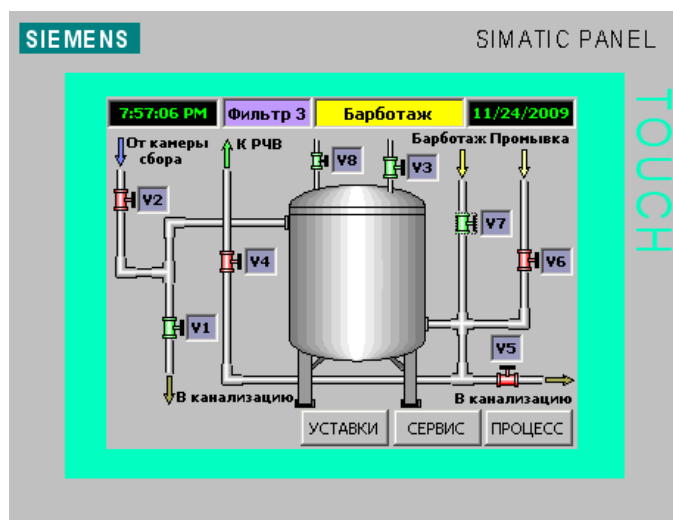 SIEMENS
SIMATIC PANEL
TOUCH
7:57:06 PM
Фильтр 3
Барботаж
11/24/2009
От камеры
сбора
К РЧВ
V8
V3
Барботаж Промывка
V2
V7
V4
V6
V1
V5
В канализацию
В канализацию
УСТАВКИ
СЕРВИС
ПРОЦЕСС